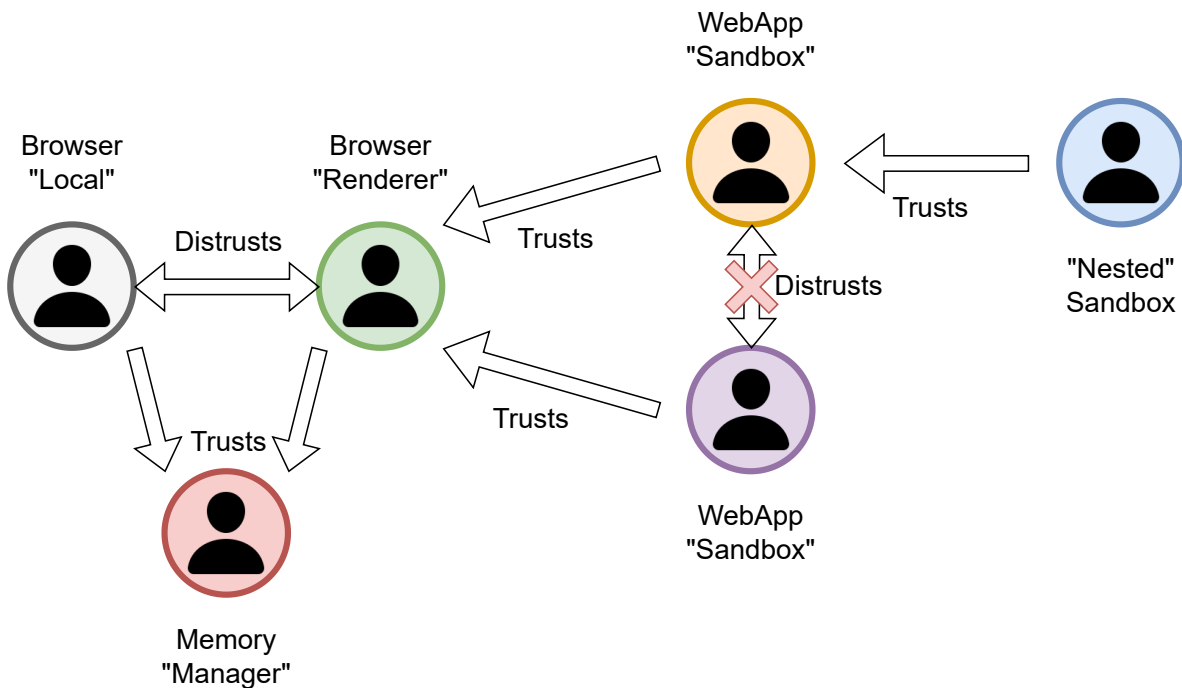 WebApp
"Sandbox"
Browser
"Local"
Browser
"Renderer"
Distrusts
Trusts
Trusts
"Nested"
Sandbox
Distrusts
Trusts
Trusts
WebApp
"Sandbox"
Memory
"Manager"